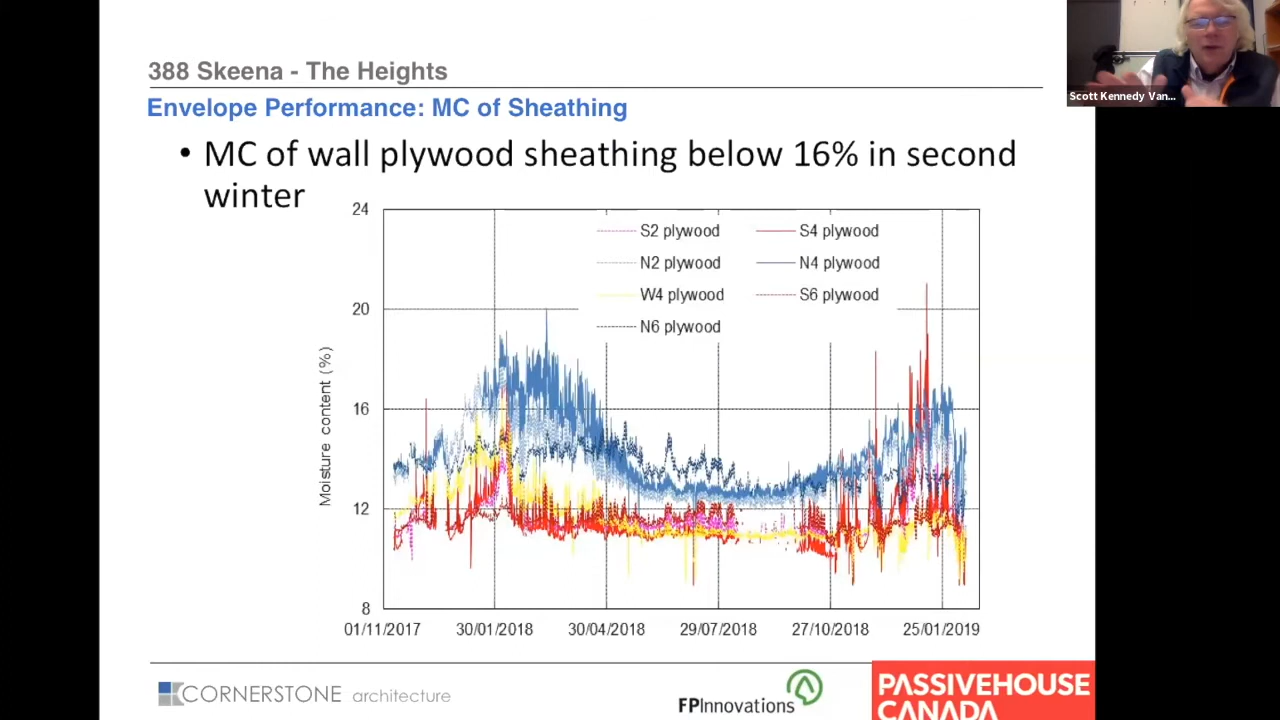 388 Skeena - The Heights
Scott Kennedy Van...
Envelope Performance: MC of Sheathing
• MC of wall plywood sheathing below 16% in second
winter
24
20
16
12
8
Moisture content (%)
S2 plywood
S4 plywood
N2 plywood
N4 plywood
W4 plywood
S6 plywood
N6 plywood
01/11/2017
30/01/2018
30/04/2018
29/07/2018
27/10/2018
25/01/2019
CORNERSTONE architecture
FPInnovations
PASSIVEHOUSE
CANADA